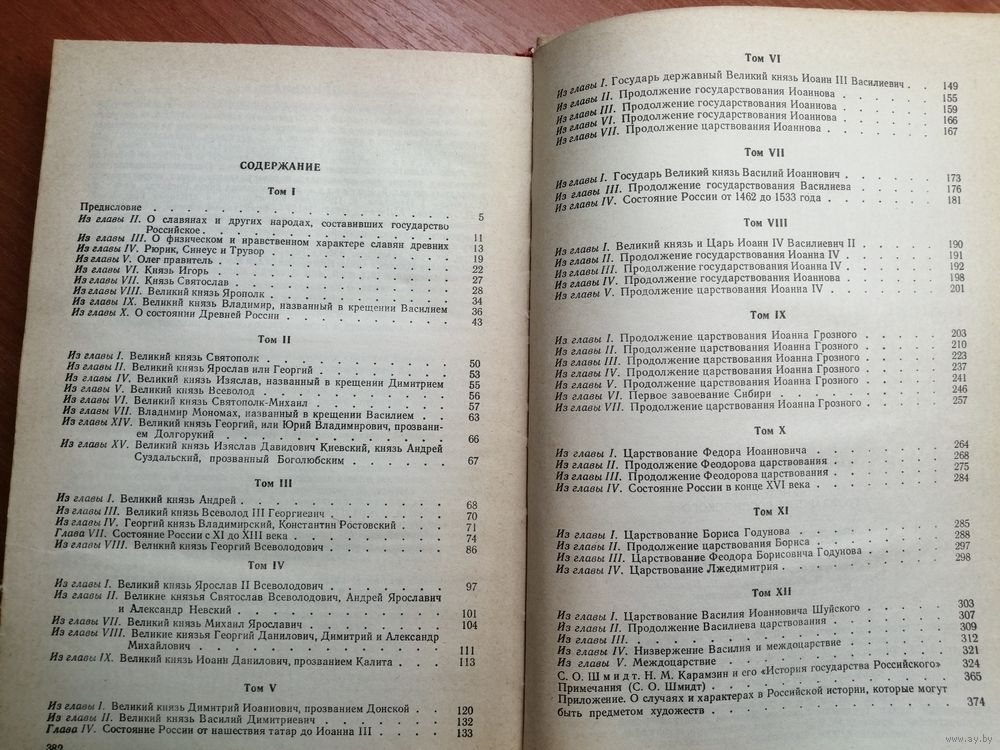 СОДЕРЖАНИЕ
Том I
Предисловие . . . . . . . . . . 5
Из главы II. О славянах и других народах, составивших государство
Российское . . . . . . . . . . 11
Из главы III. О физическом и нравственном характере славян древних 13
Из главы IV. Рюрик, Синеус и Трувор . . . . . . 19
Из главы V. Олег правитель . . . . . . . . 22
Из главы VI. Князь Игорь . . . . . . . . 27
Из главы VII. Князь Святослав . . . . . . . 28
Из главы VIII. Великий князь Ярополк . . . . . . 34
Из главы IX. Великий князь Владимир, названный в крещении Василием 36
Из главы X. О состоянии Древней России . . . . . . 43
Том II
Из главы I. Великий князь Святополк . . . . . . 50
Из главы II. Великий князь Ярослав или Георгий . . . . 53
Из главы IV. Великий князь Изяслав, названный в крещении Димитрием 55
Из главы V. Великий князь Всеволод . . . . . . 56
Из главы VI. Великий князь Святополк-Михаил . . . . 57
Из главы VII. Владимир Мономах, названный в крещении Василием . 63
Из главы XIV. Великий князь Георгий, или Юрий Владимирович, прозвани-
ем Долгорукий . . . . . . . . 66
Из главы XV. Великий князь Изяслав Давидович Киевский, князь Андрей
Суздальский, прозванный Боголюбским . . . . 67
Том III
Из главы I. Великий князь Андрей . . . . . . . 68
Из главы III. Великий князь Всеволод III Георгиевич . . . . 70
Из главы IV. Георгий князь Владимирский, Константин Ростовский . . . 71
Глава VII. Состояние России с XI до XIII века . . . . . 74
Из главы VIII. Великий князь Георгий Всеволодович . . . . 86
Том IV
Из главы I. Великий князь Ярослав II Всеволодович . . . . 97
Из главы II. Великие князья Святослав Всеволодович, Андрей Ярославич
и Александр Невский . . . . . . . 101
Из главы VII. Великий князь Михаил Ярославич . . . . . 104
Из главы VIII. Великие князья Георгий Данилович, Димитрий и Александр
Михайлович . . . . . . . . . 111
Из главы IX. Великий князь Иоанн Данилович, прозванием Калита . . . 113
Том V
Из главы I. Великий князь Димитрий Иоаннович, прозванием Донской . 120
Из главы II. Великий князь Василий Димитриевич . . . . 132
Глава IV. Состояние России от нашествия татар до Иоанна III . . . 133
382
Том VI
Из главы I. Государь державный Великий князь Иоанн III Василиевич . . 149
Из главы II. Продолжение государствования Иоаннова . . . . 155
Из главы III. Продолжение государствования Иоаннова . . . . 159
Из главы VI. Продолжение государствования Иоаннова . . . . 166
Из главы VII. Продолжение царствования Иоаннова . . . . 167
Том VII
Из главы I. Государь Великий князь Василий Иоаннович . . . . 173
Из главы III. Продолжение государствования Василиева . . . . 176
Из главы IV. Состояние России от 1462 до 1533 года . . . . 181
Том VIII
Из главы I. Великий князь и Царь Иоанн IV Василиевич II . . . . 190
Из главы II. Продолжение государствования Иоанна IV . . . . 191
Из главы III. Продолжение государствования Иоанна IV . . . . 192
Из главы IV. Продолжение государствования Иоаннова . . . . 198
Из главы V. Продолжение царствования Иоанна IV . . . . 201
Том IX
Из главы I. Продолжение царствования Иоанна Грозного . . . . 203
Из главы II. Продолжение царствования Иоанна Грозного . . . . 210
Из главы III. Продолжение царствования Иоанна Грозного . . . . 223
Из главы IV. Продолжение царствования Иоанна Грозного . . . . 237
Из главы V. Продолжение царствования Иоанна Грозного . . . . 241
Из главы VI. Первое завоевание Сибири . . . . . . 246
Из главы VII. Продолжение царствования Иоанна Грозного . . . . 257
Том X
Из главы I. Царствование Федора Иоанновича . . . . . 264
Из главы II. Продолжение Феодорова царствования . . . . 268
Из главы III. Продолжение Феодорова царствования . . . . 275
Из главы IV. Состояние России в конце XVI века . . . . 284
Том XI
Из главы I. Царствование Бориса Годунова . . . . . 285
Из главы II. Продолжение царствования Бориса . . . . 288
Из главы III. Царствование Феодора Борисовича Годунова . . . . 297
Из главы IV. Царствование Лжедимитрия . . . . . 298
Том XII
Из главы I. Царствование Василия Иоанновича Шуйского . . . . 303
Из главы II. Продолжение Василиева царствования . . . . 307
Из главы III. . . . . . . . . . . 309
Из главы IV. Низвержение Василия и междоцарствие . . . . 312
Из главы V. Междоцарствие . . . . . . . . 321
С. О. Шмидт. Н. М. Карамзин и его «История государства Российского» 324
Примечания (С. О. Шмидт) . . . . . . . . 365
Приложение. О случаях и характерах в Российской истории, которые могут
быть предметом художеств . . . . . . . . 374
www.ay.by